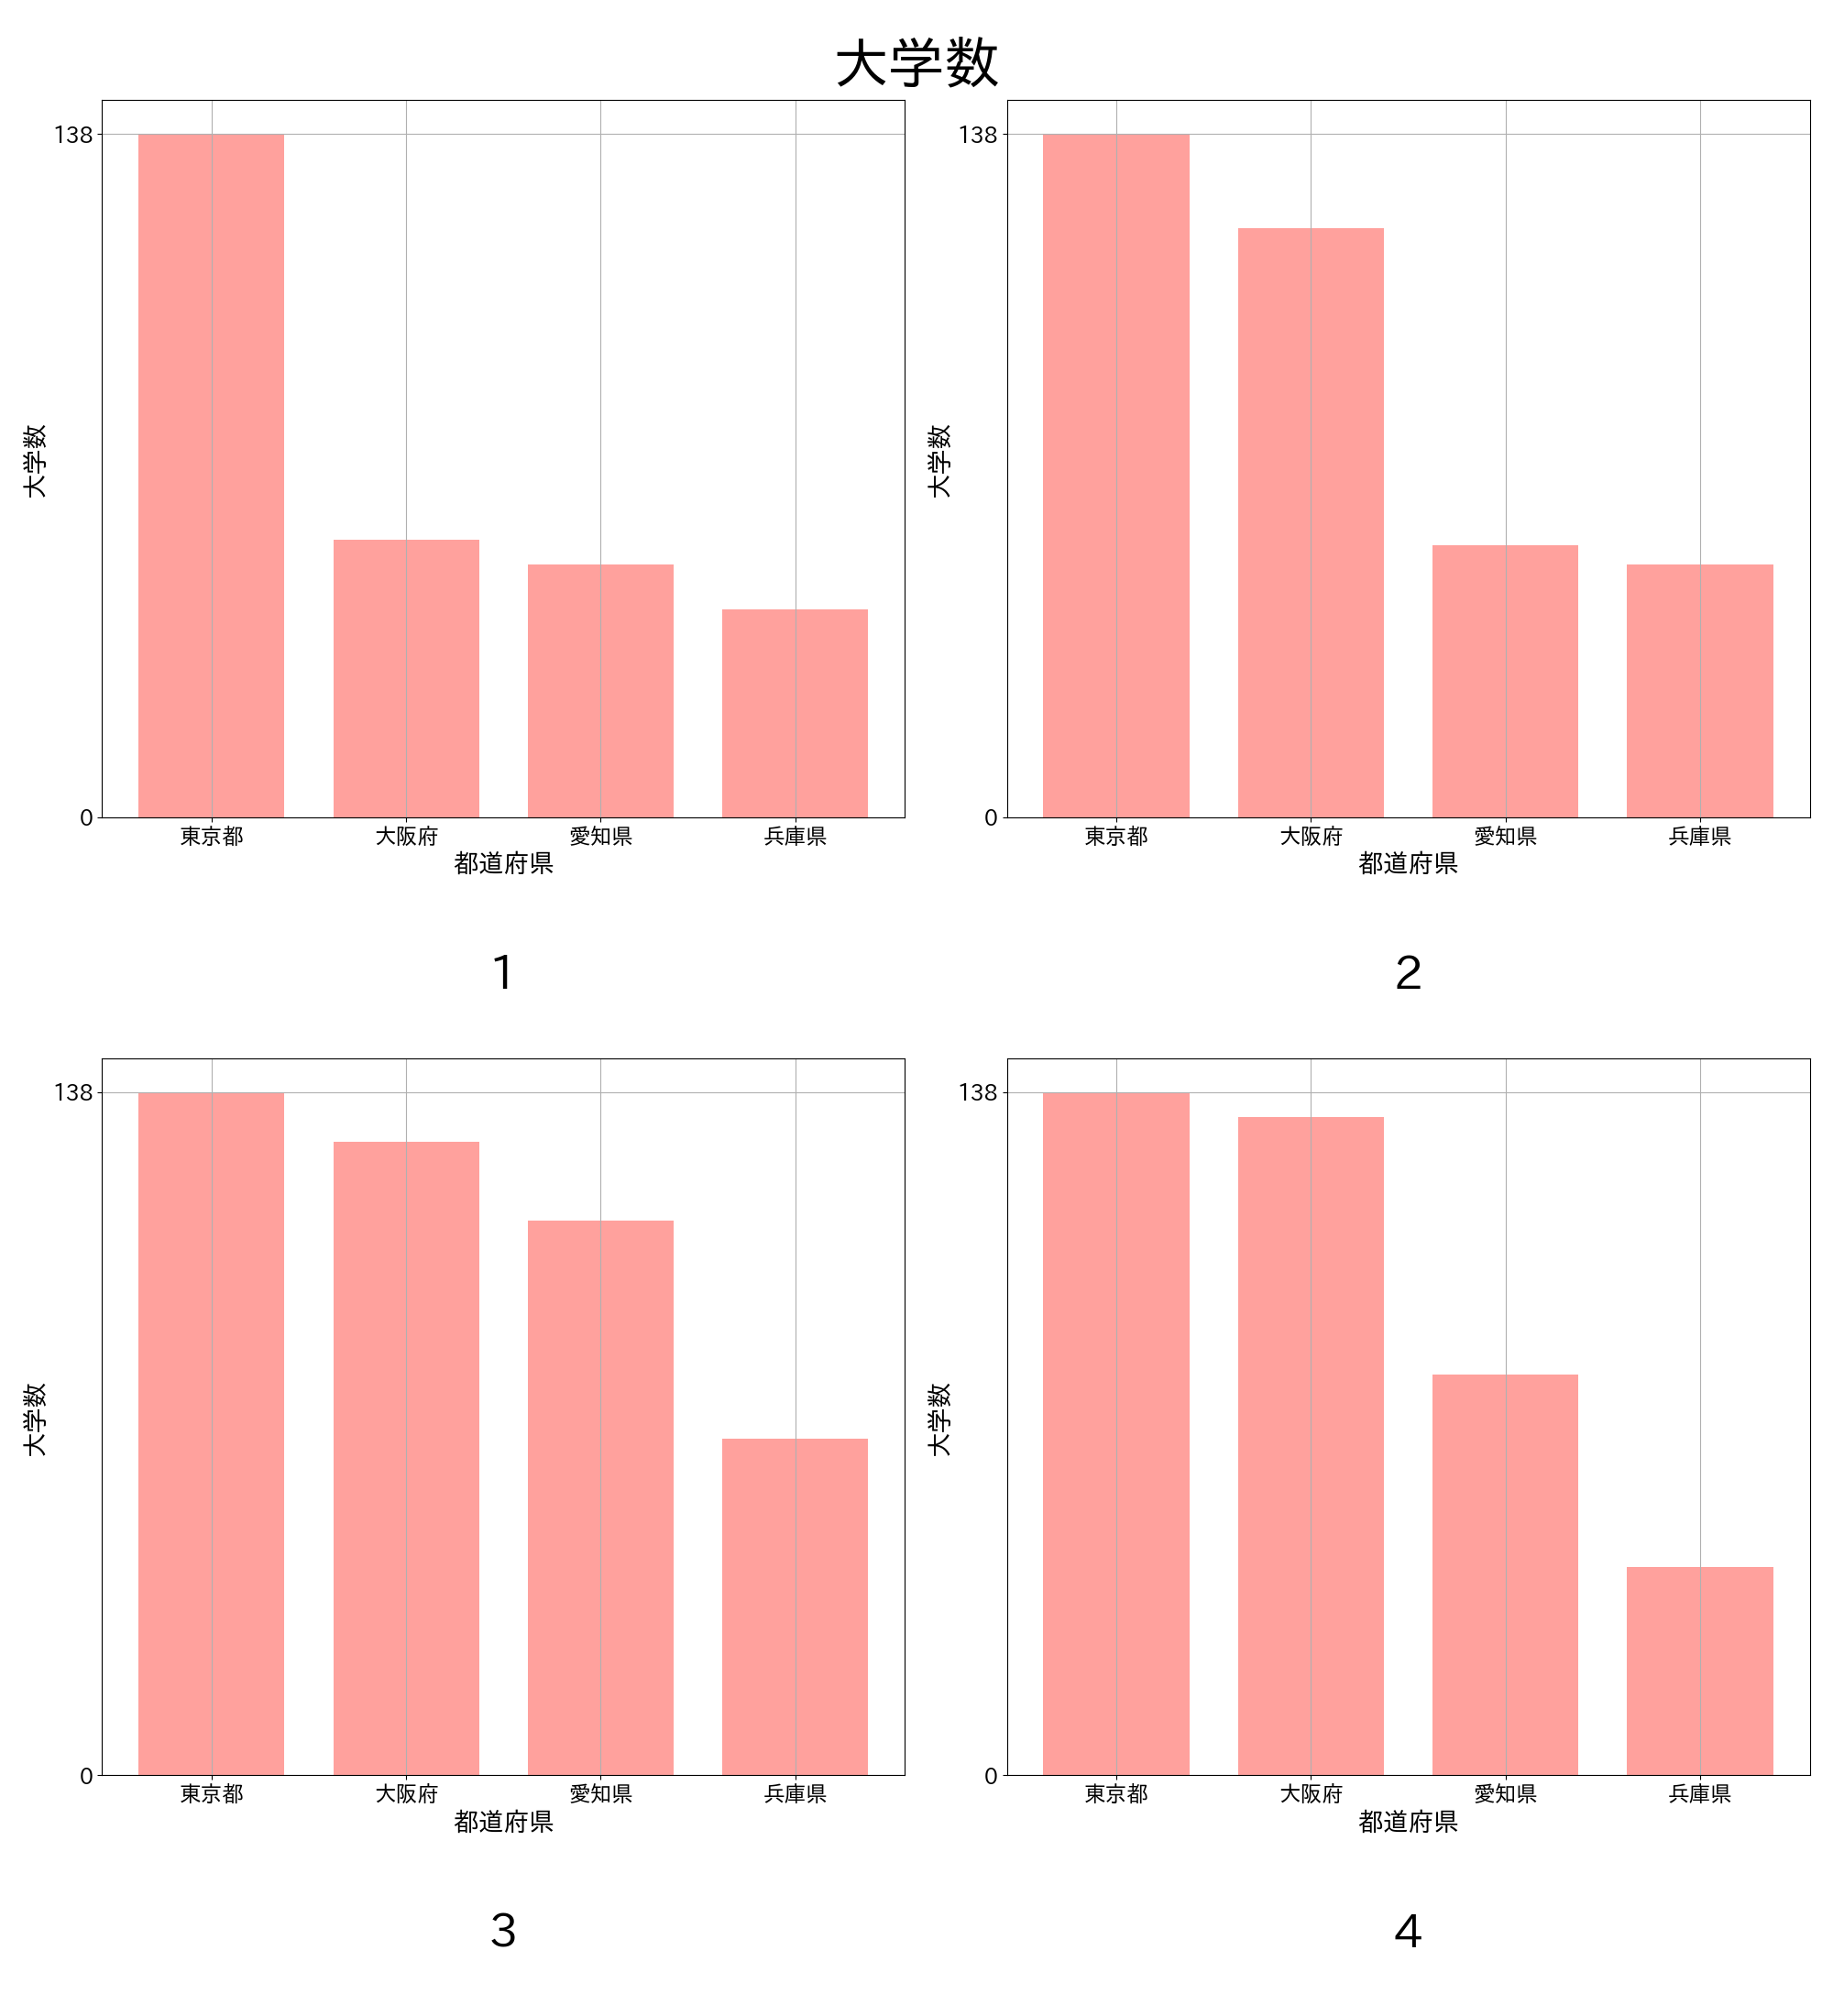 大学数
138
0
大学数
東京都 大阪府 愛知県 兵庫県
都道府県
1
138
0
大学数
東京都 大阪府 愛知県 兵庫県
都道府県
2
138
0
大学数
東京都 大阪府 愛知県 兵庫県
都道府県
3
138
0
大学数
東京都 大阪府 愛知県 兵庫県
都道府県
4